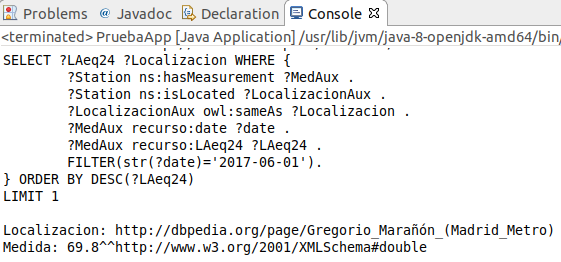 Problems @ Javadoc Declaration Console
<terminated> PruebaApp [Java Application] /usr/lib/jvm/java-8-openjdk-amd64/bin/
SELECT ?LAeq24 ?Localizacion WHERE {
?Station ns:hasMeasurement ?MedAux .
?Station ns:isLocated ?LocalizacionAux .
?LocalizacionAux owl:sameAs ?Localizacion .
?MedAux recurso:date ?date .
?MedAux recurso:LAeq24 ?LAeq24 .
FILTER(str(?date)='2017-06-01').
} ORDER BY DESC(?LAeq24)
LIMIT 1
Localizacion: http://dbpedia.org/page/Gregorio_Marañón_(Madrid_Metro)
Medida: 69.8^^http://www.w3.org/2001/XMLSchema#double